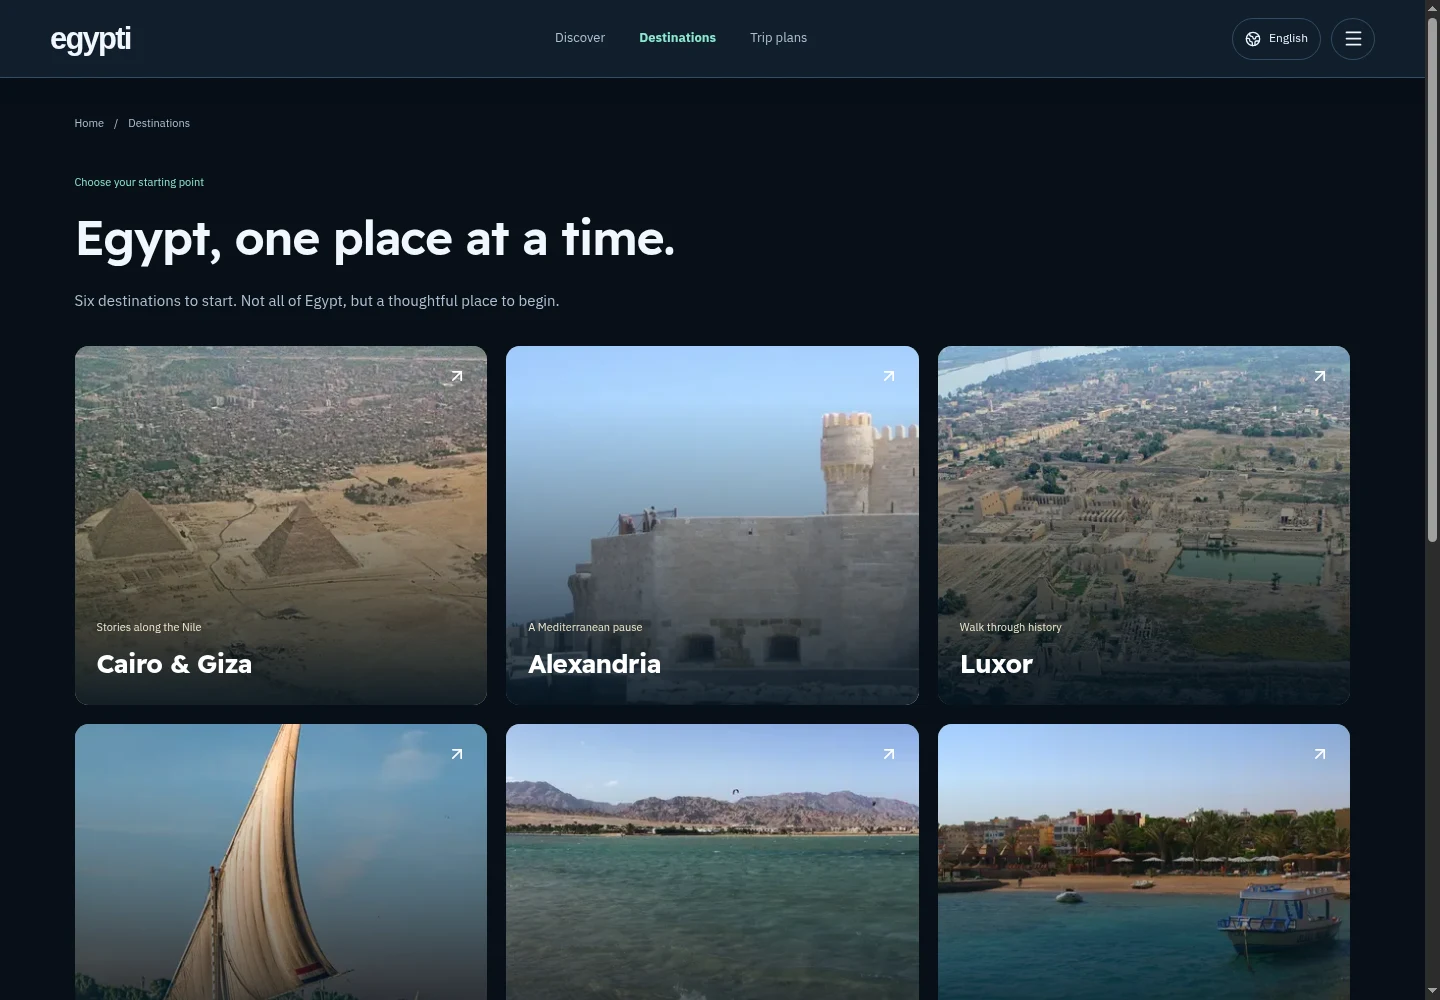 egypti
Discover
Destinations
Trip plans
English
Home / Destinations
Choose your starting point
Egypt, one place at a time.
Six destinations to start. Not all of Egypt, but a thoughtful place to begin.
Stories along the Nile
Cairo & Giza
A Mediterranean pause
Alexandria
Walk through history
Luxor